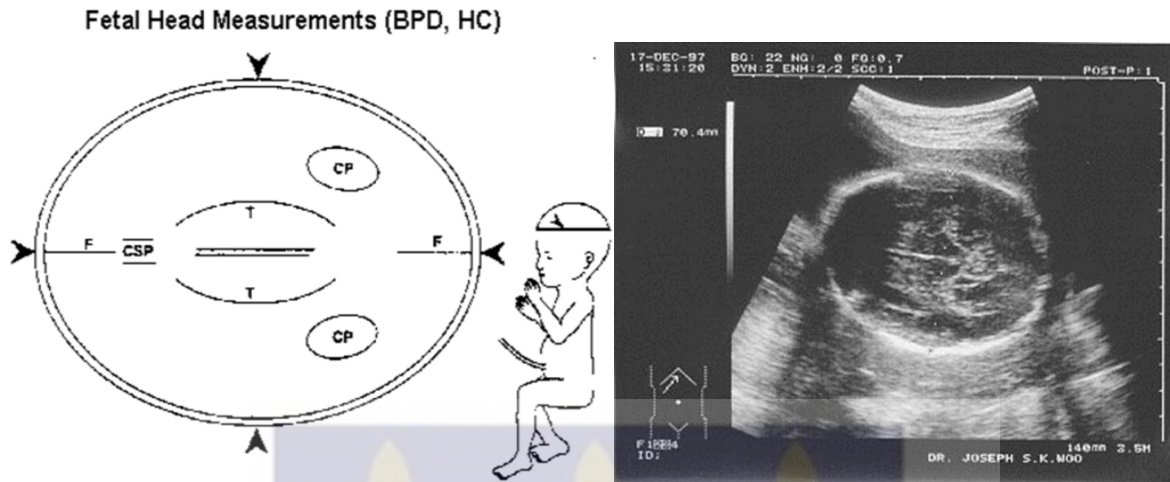 Fetal Head Measurements (BPD, HC)
CP
T
F
CSP
F
T
CP
17-DEC-97 BG: 22 NG: 0 FG:0.7
15:31:20 DYN:2 ENH:2/2 SCC:1 POST-P:1
70.4mm
ID:
140mm 3.5M
DR. JOSEPH S.K.WOO